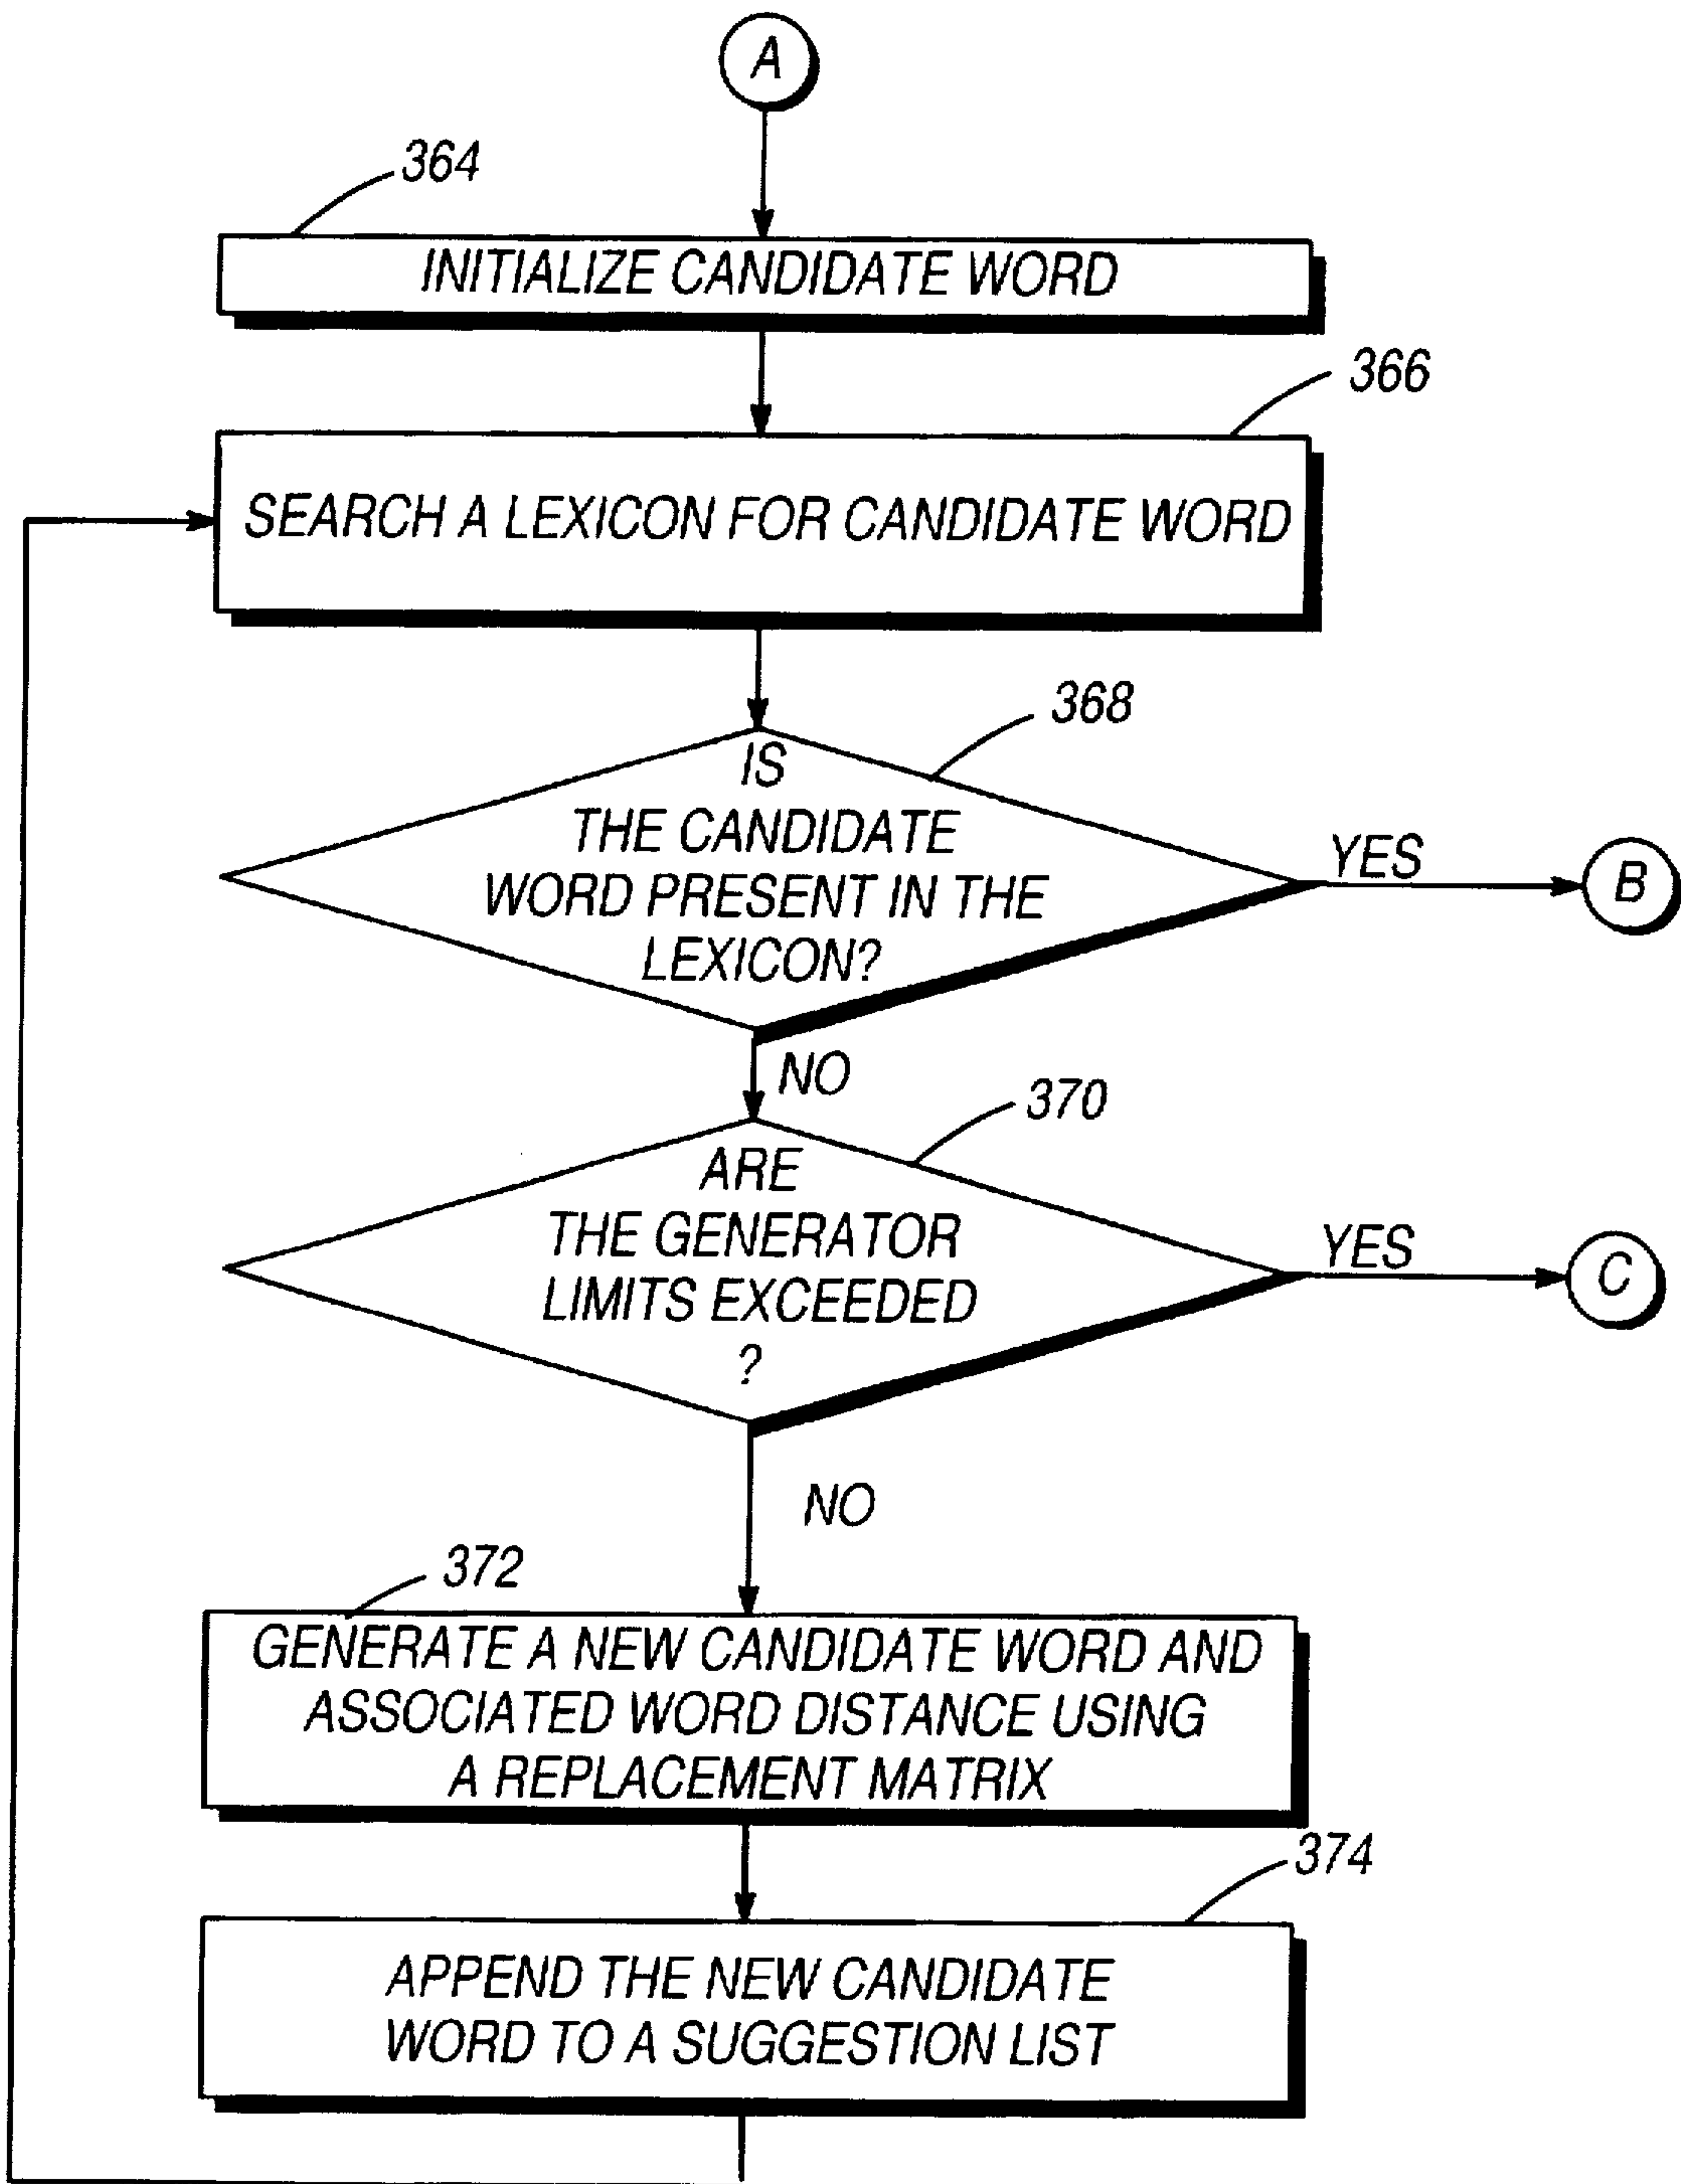 A
364
INITIALIZE CANDIDATE WORD
366
SEARCH A LEXICON FOR CANDIDATE WORD
368
IS
THE CANDIDATE
WORD PRESENT IN THE
LEXICON?
YES
B
NO
370
ARE
THE GENERATOR
LIMITS EXCEEDED
?
YES
C
NO
372
GENERATE A NEW CANDIDATE WORD AND
ASSOCIATED WORD DISTANCE USING
A REPLACEMENT MATRIX
374
APPEND THE NEW CANDIDATE
WORD TO A SUGGESTION LIST